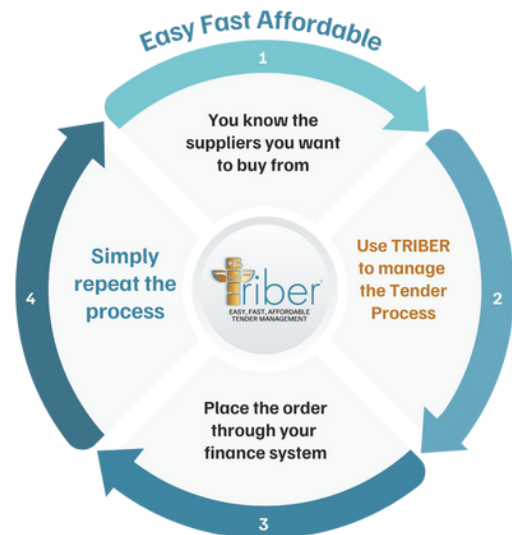 Easy Fast Affordable
1
You know the
suppliers you want
to buy from
Use TRIBER
to manage
the Tender
Process
2
Triber
EASY, FAST, AFFORDABLE
TENDER MANAGEMENT
Place the order
through your
finance system
3
Simply
repeat the
process
4